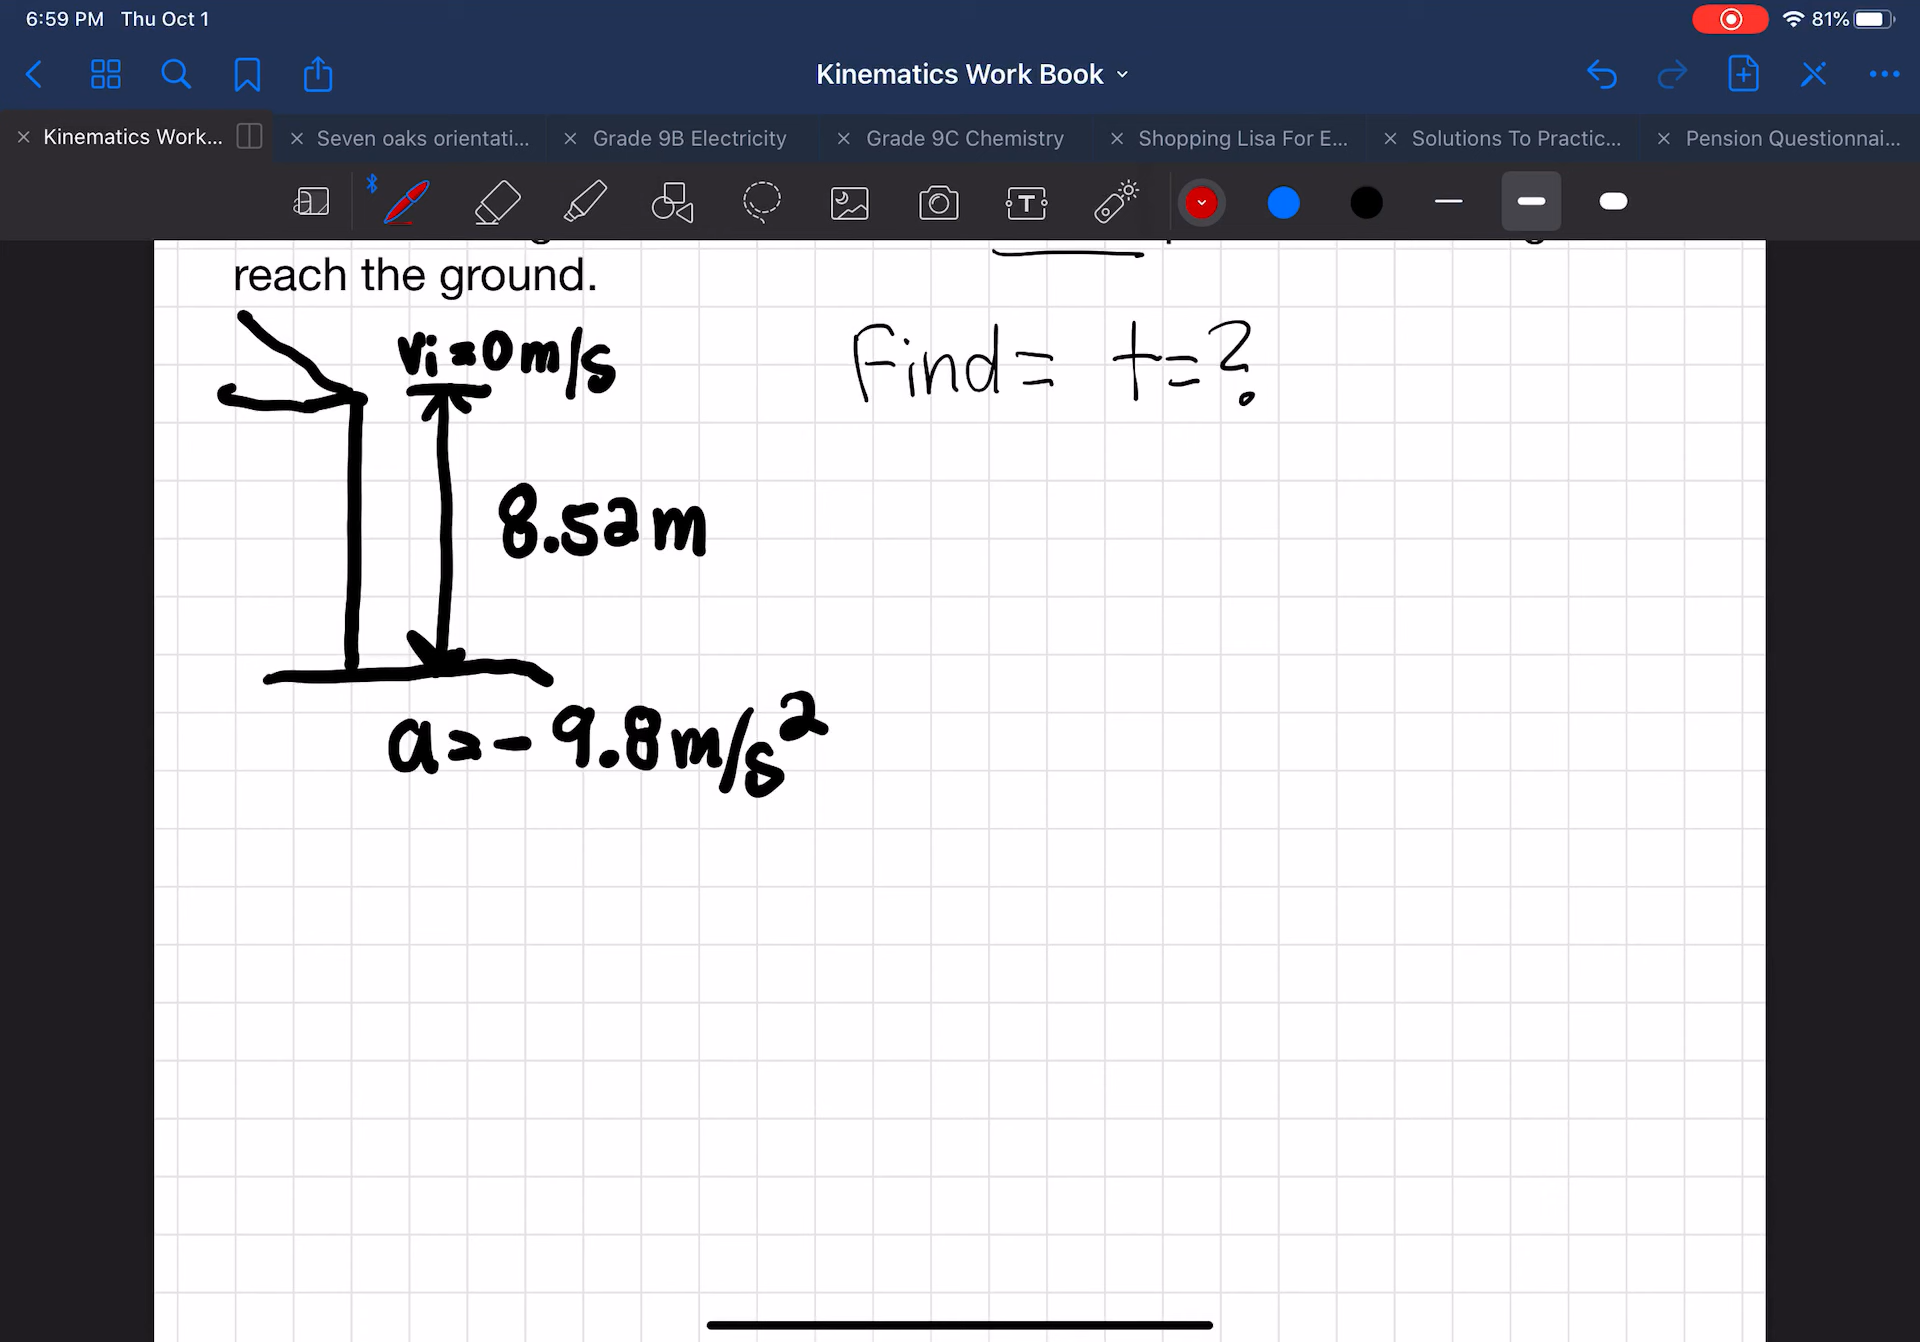 6:59 PM Thu Oct 1
81%
Kinematics Work Book
Kinematics Work...
Seven oaks orientati...
Grade 9B Electricity
Grade 9C Chemistry
Shopping Lisa For E...
Solutions To Practic...
Pension Questionnai...
reach the ground.
vi=0m/s
Find= t=?
8.52m
a=-9.8m/s²